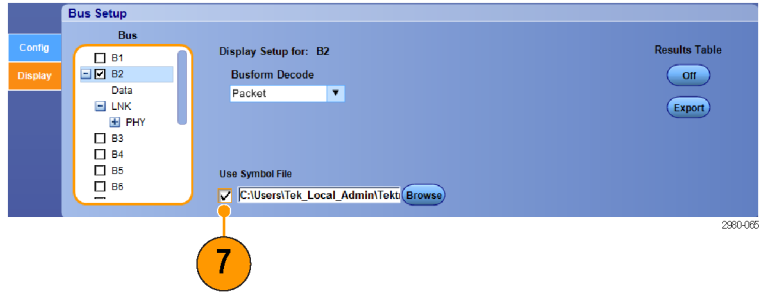 Bus Setup
Config
Display
Bus
B1
B2
Data
LNK
PHY
B3
B4
B5
B6
Display Setup for: B2
Busform Decode
Packet
Use Symbol File
C:\Users\Tek_Local_Admin\Tekt
Browse
Results Table
Off
Export
7
2980-065